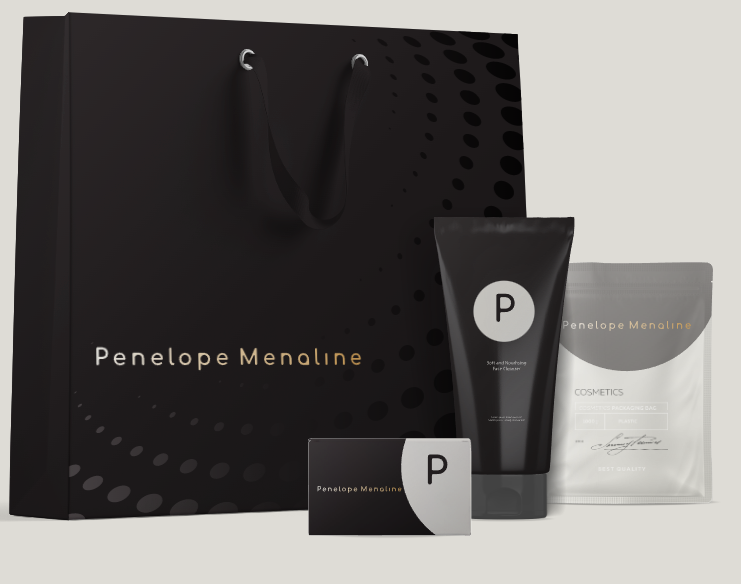 Penelope Menaline
P
Soft and Nourishing
Face Cleanser
Penelope Menaline
COSMETICS
BEST QUALITY
Penelope Menaline
P